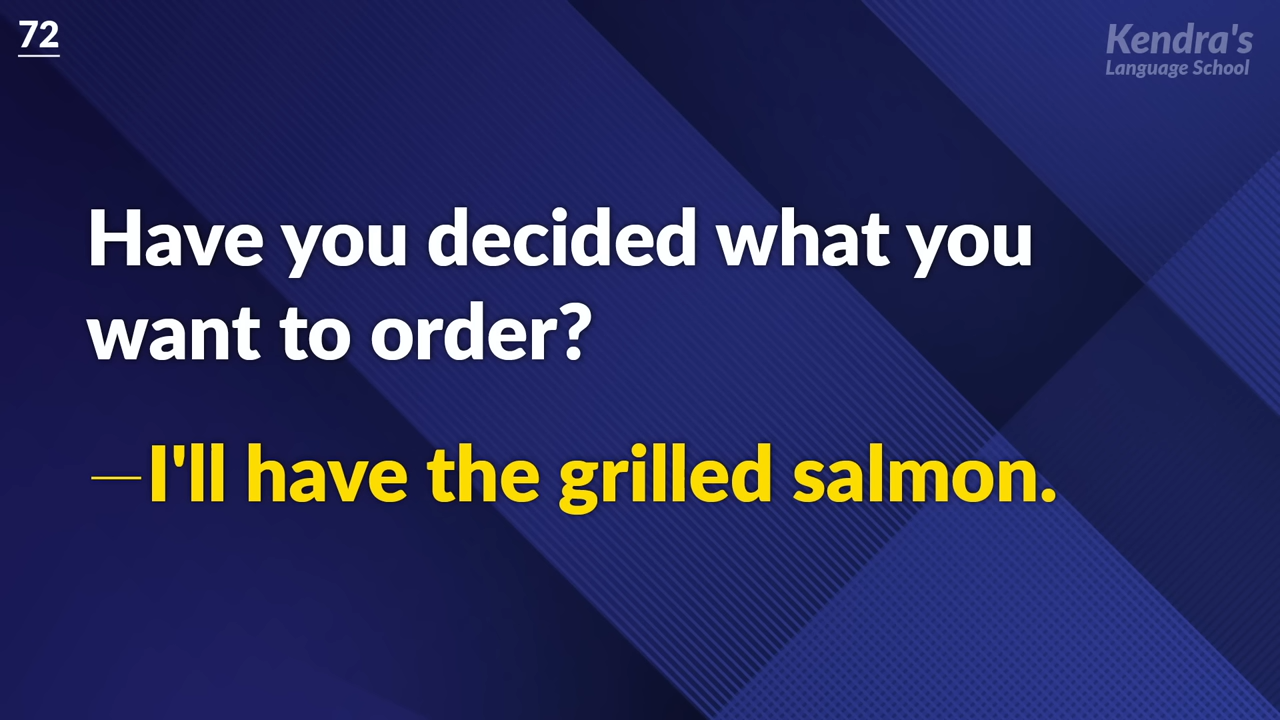 72
Kendra's
Language School
Have you decided what you
want to order?
—I'll have the grilled salmon.